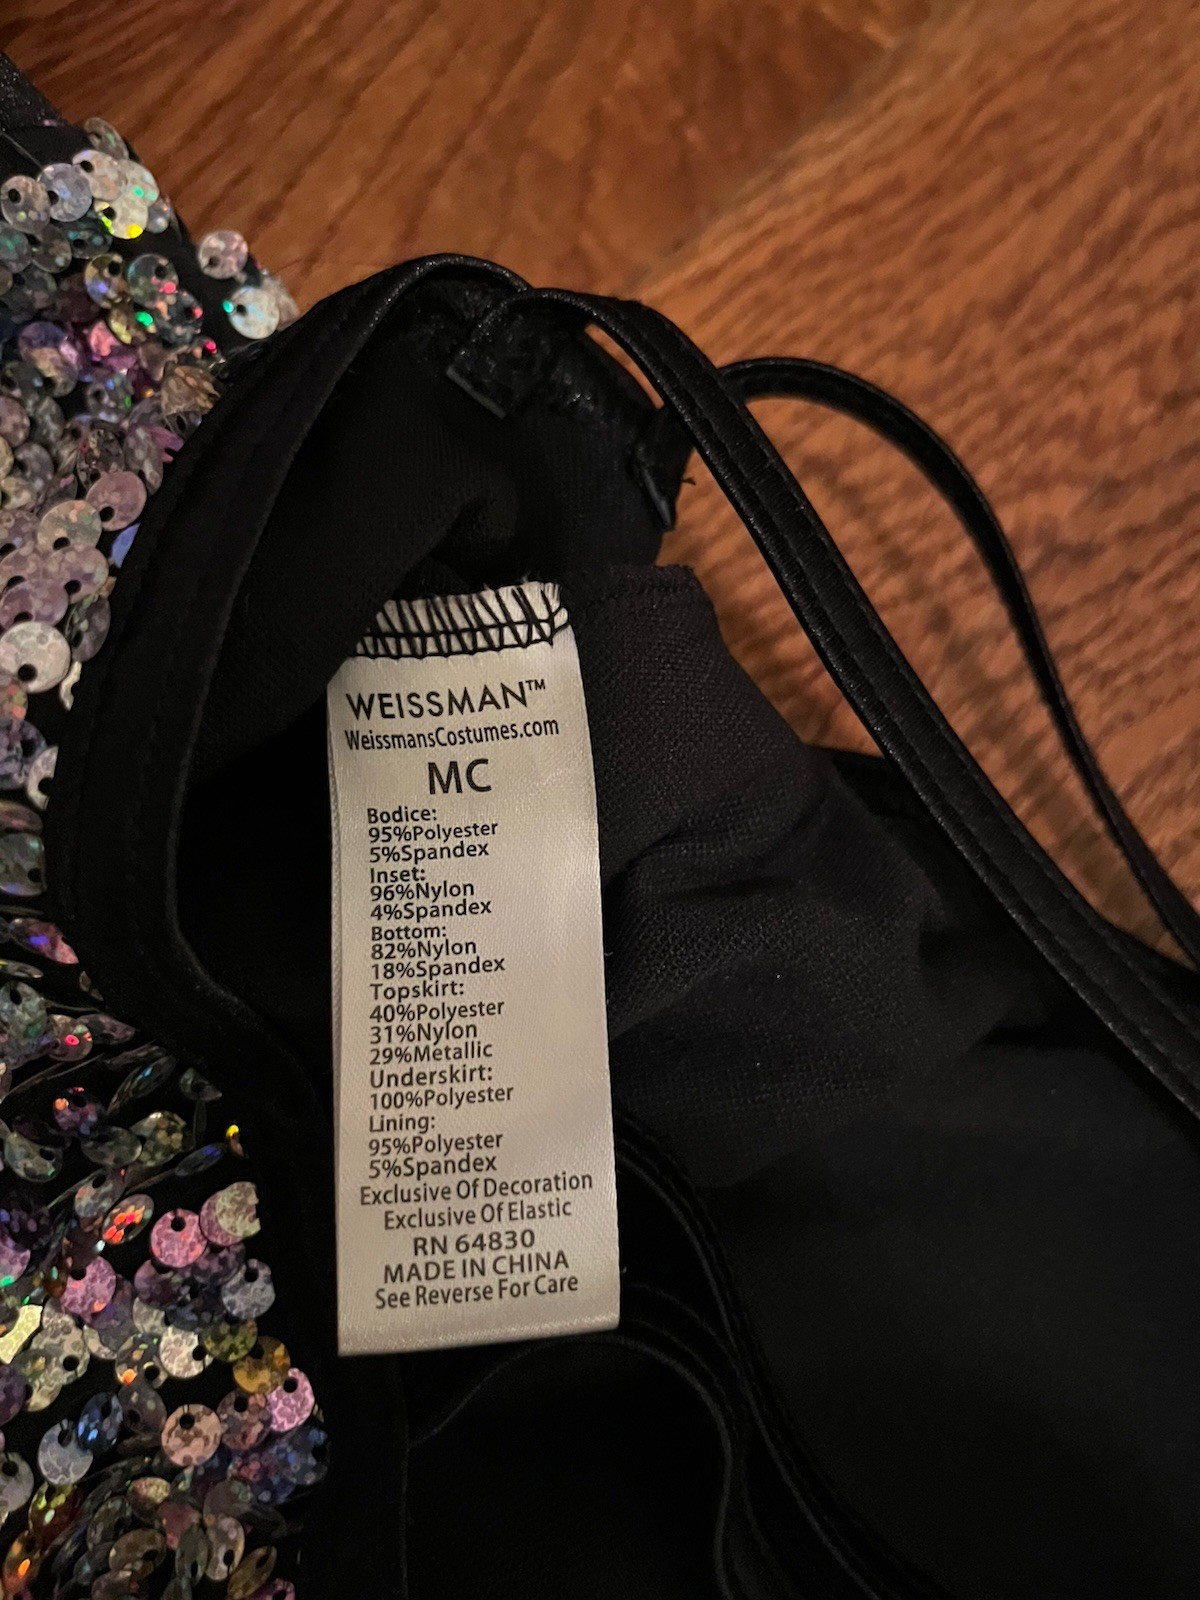 WEISSMAN™
WeissmansCostumes.com
MC
Bodice:
95%Polyester
5%Spandex
Inset:
96%Nylon
4%Spandex
Bottom:
82%Nylon
18%Spandex
Topskirt:
40%Polyester
31%Nylon
29%Metallic
Underskirt:
100%Polyester
Lining:
95%Polyester
5%Spandex
Exclusive Of Decoration
Exclusive Of Elastic
RN 64830
MADE IN CHINA
See Reverse For Care